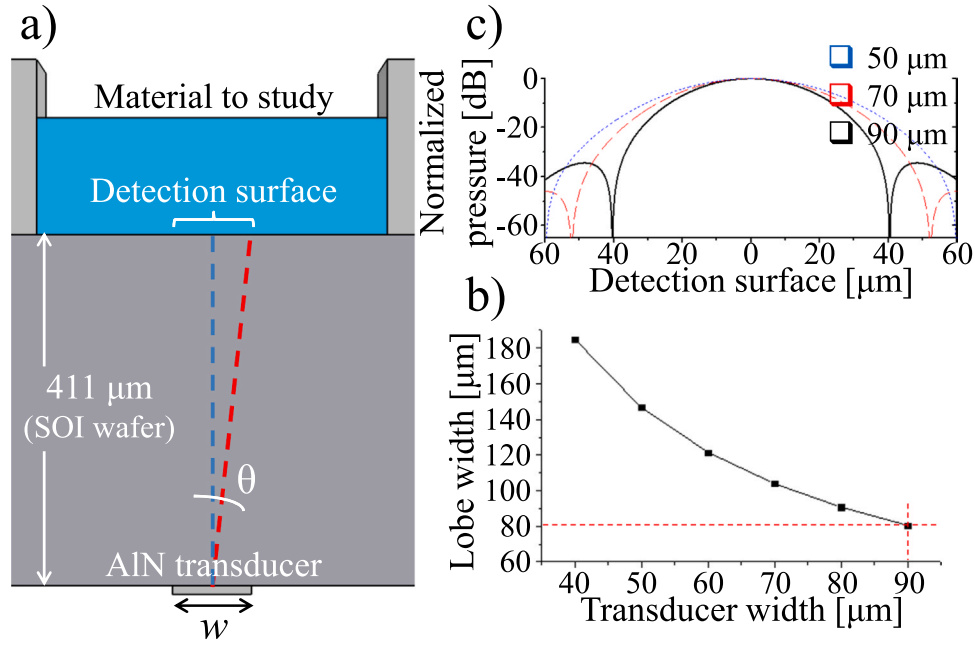 a)
Material to study
Detection surface
411 μm
(SOI wafer)
θ
AlN transducer
w
c)
50 μm
70 μm
90 μm
Normalized
pressure [dB]
0
-20
-40
-60
60 40 20 0 20 40 60
Detection surface [μm]
b)
Lobe width [μm]
180
160
140
120
100
80
60
40 50 60 70 80 90
Transducer width [μm]